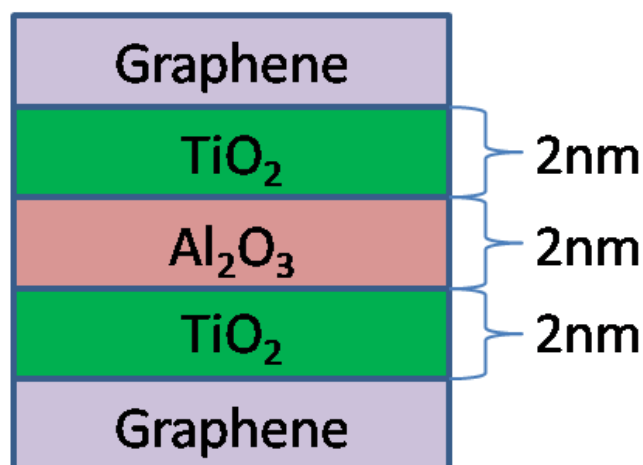 Graphene
TiO₂
2nm
Al₂O₃
2nm
TiO₂
2nm
Graphene